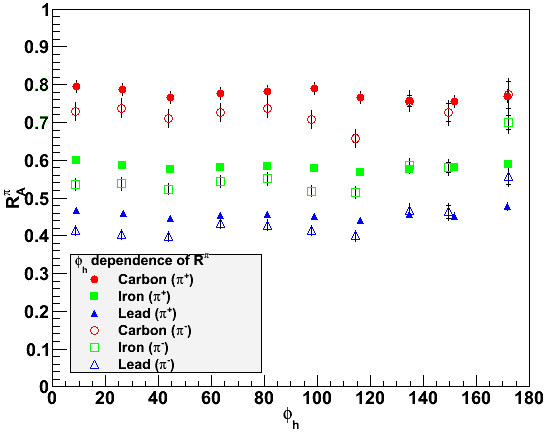 1
0.9
0.8
0.7
0.6
0.5
0.4
0.3
0.2
0.1
0
R_A^π
ϕ_h dependence of R^π
Carbon (π⁺)
Iron (π⁺)
Lead (π⁺)
Carbon (π⁻)
Iron (π⁻)
Lead (π⁻)
0 20 40 60 80 100 120 140 160 180
ϕ_h